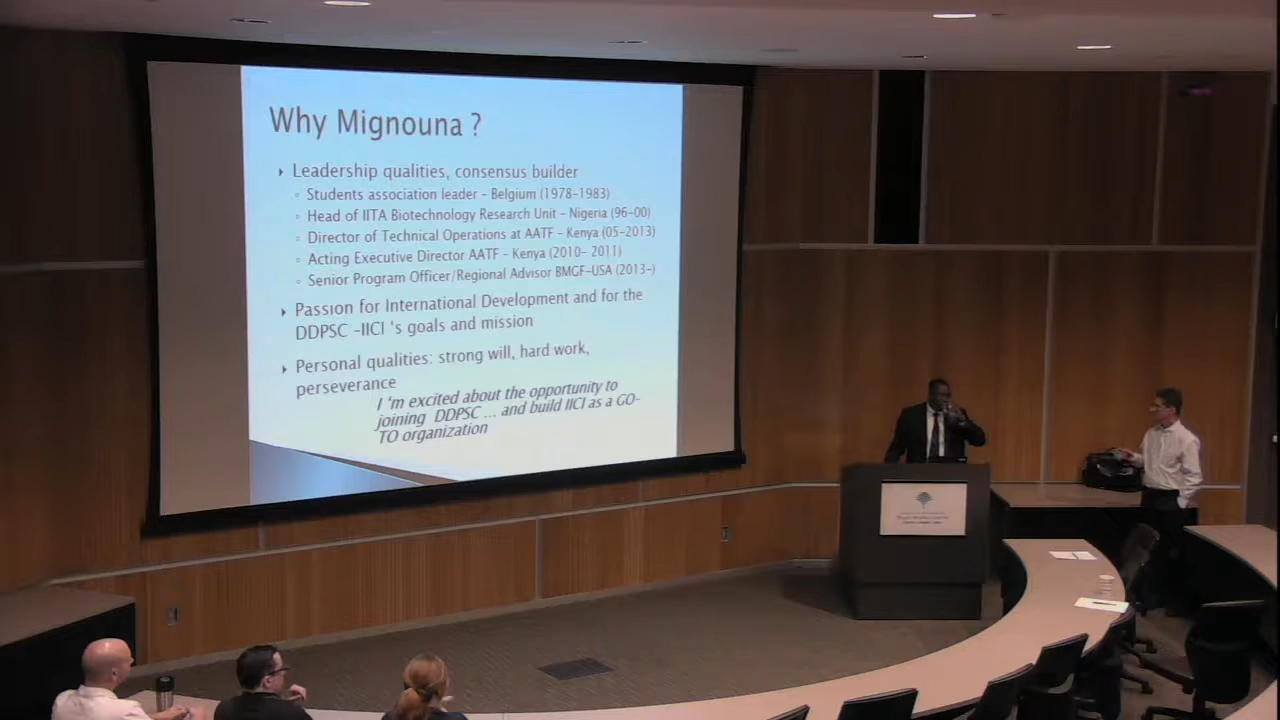 Why Mignouna ?
Leadership qualities, consensus builder
Students association leader – Belgium (1978-1983)
Head of IITA Biotechnology Research Unit – Nigeria (96-00)
Director of Technical Operations at AATF – Kenya (05-2013)
Acting Executive Director AATF – Kenya (2010- 2011)
Senior Program Officer/Regional Advisor BMGF-USA (2013-)
Passion for International Development and for the
DDPSC -IICI 's goals and mission
Personal qualities: strong will, hard work,
perseverance
I 'm excited about the opportunity to
joining DDPSC ... and build IICI as a GO-
TO organization